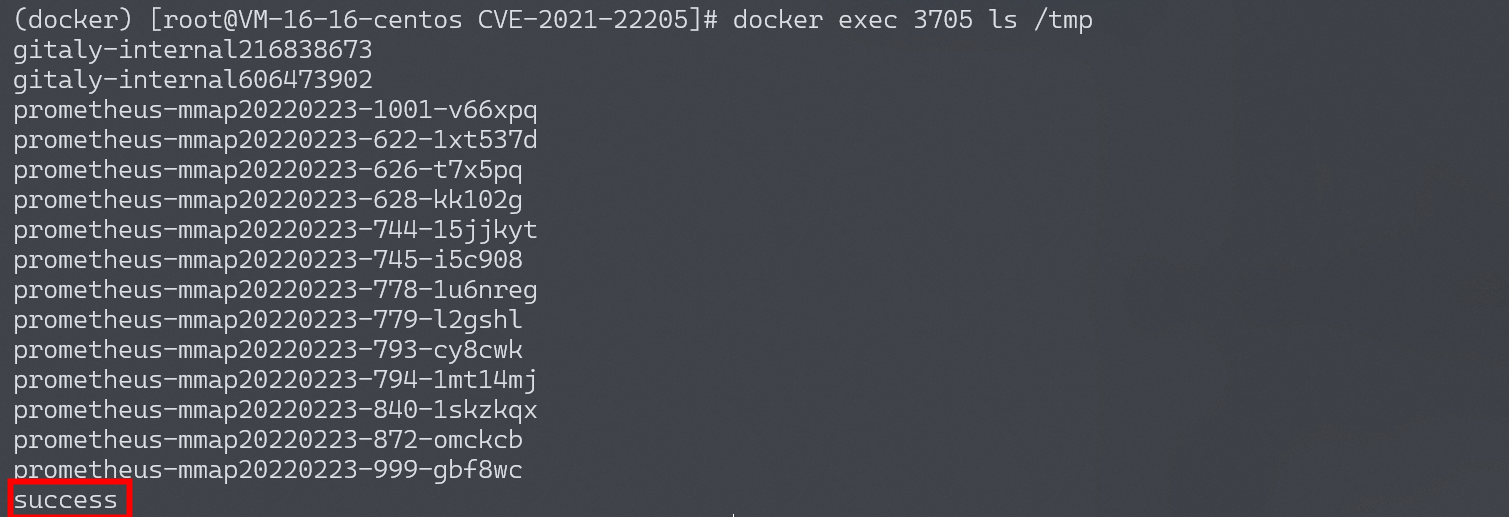 (docker) [root@VM-16-16-centos CVE-2021-22205]# docker exec 3705 ls /tmp
gitaly-internal216838673
gitaly-internal606473902
prometheus-mmap20220223-1001-v66xpq
prometheus-mmap20220223-622-1xt537d
prometheus-mmap20220223-626-t7x5pq
prometheus-mmap20220223-628-kk102g
prometheus-mmap20220223-744-15jjkyt
prometheus-mmap20220223-745-i5c908
prometheus-mmap20220223-778-1u6nreg
prometheus-mmap20220223-779-l2gshl
prometheus-mmap20220223-793-cy8cwk
prometheus-mmap20220223-794-1mt14mj
prometheus-mmap20220223-840-1skzkqx
prometheus-mmap20220223-872-omckcb
prometheus-mmap20220223-999-gbf8wc
success